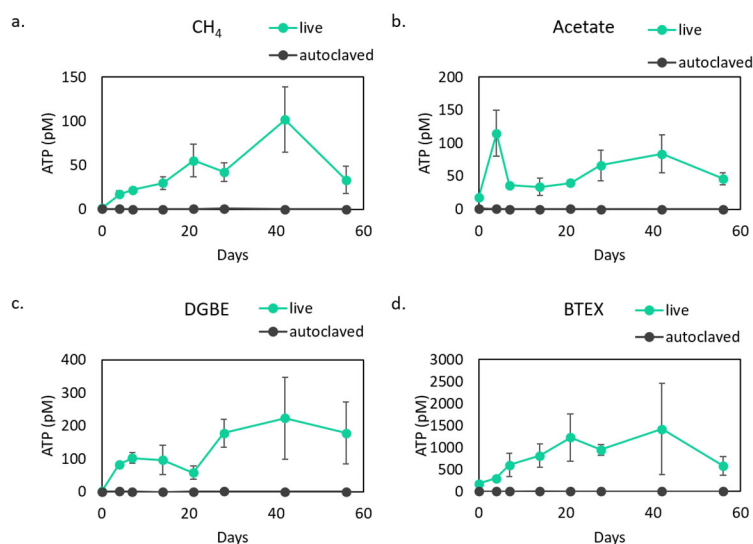 a.
CH₄
live
autoclaved
150
100
50
0
ATP (pM)
0
20
40
60
Days
b.
Acetate
live
autoclaved
200
150
100
50
0
ATP (pM)
0
20
40
60
Days
c.
DGBE
live
autoclaved
400
300
200
100
0
ATP (pM)
0
20
40
60
Days
d.
BTEX
live
autoclaved
3000
2500
2000
1500
1000
500
0
ATP (pM)
0
20
40
60
Days